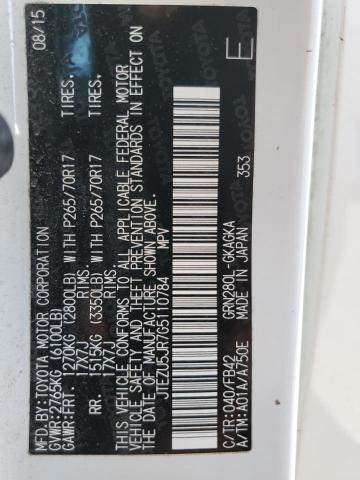 MFD.BY:TOYOTA MOTOR CORPORATION 08/15
GVWR:2765KG (6100LB)
GAWR:FRT. 1270KG (2800LB) WITH P265/70R17 TIRES.
17X7J RIMS.
RR. 1515KG (3350LB) WITH P265/70R17 TIRES.
17X7J RIMS.
THIS VEHICLE CONFORMS TO ALL APPLICABLE FEDERAL MOTOR
VEHICLE SAFETY AND THEFT PREVENTION STANDARDS IN EFFECT
ON THE DATE OF MANUFACTURE SHOWN ABOVE.
JTEZU5JR7G5110784 MPV
C/TR:040/FB42 GRN280L -GKAGKA 353
A/TM:A01A/A750E MADE IN JAPAN
E
TOYOTA